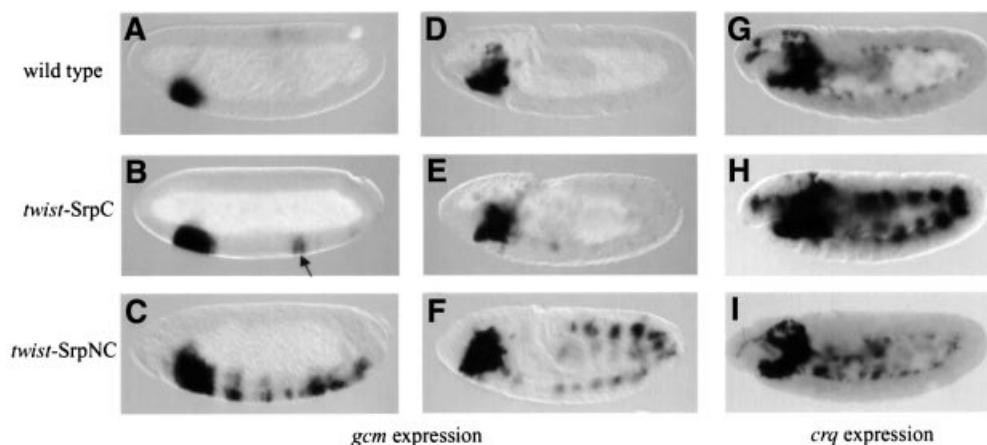 A D G
wild type
B E H
twist-SrpC
C F I
twist-SrpNC
gcm expression crq expression